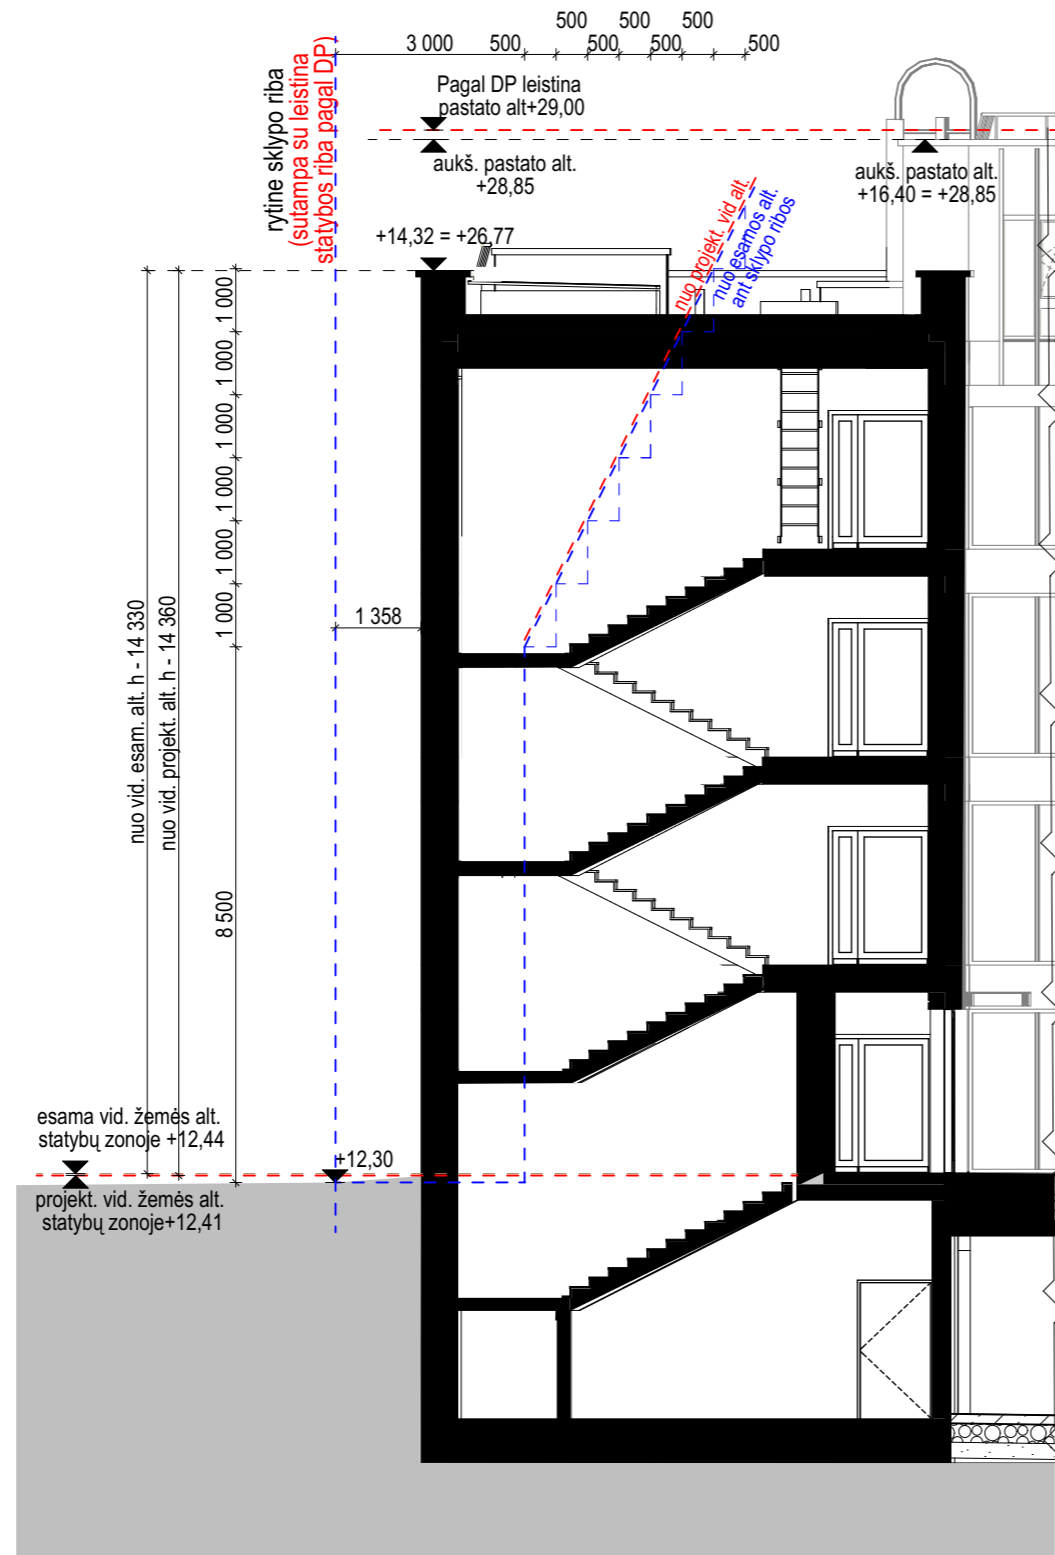 500 500 500
3 000 500 500 500 500
rytine sklypo riba
(sutampa su leistina
statybos riba pagal DP)
Pagal DP leistina
pastato alt+29,00
aukš. pastato alt.
+28,85
aukš. pastato alt.
+16,40 = +28,85
+14,32 = +26,77
nuo projekt. vid alt.
nuo esamos alt.
ant sklypo ribos
1 000
1 000
1 000
1 000
1 000
1 000
1 358
nuo vid. esam. alt. h - 14 330
nuo vid. projekt. alt. h - 14 360
8 500
esama vid. žemės alt.
statybų zonoje +12,44
+12,30
projekt. vid. žemės alt.
statybų zonoje+12,41